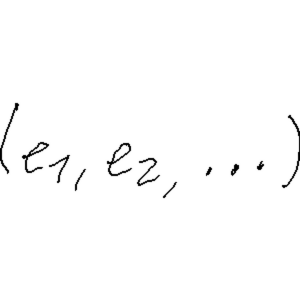 (e₁, e₂, ...)